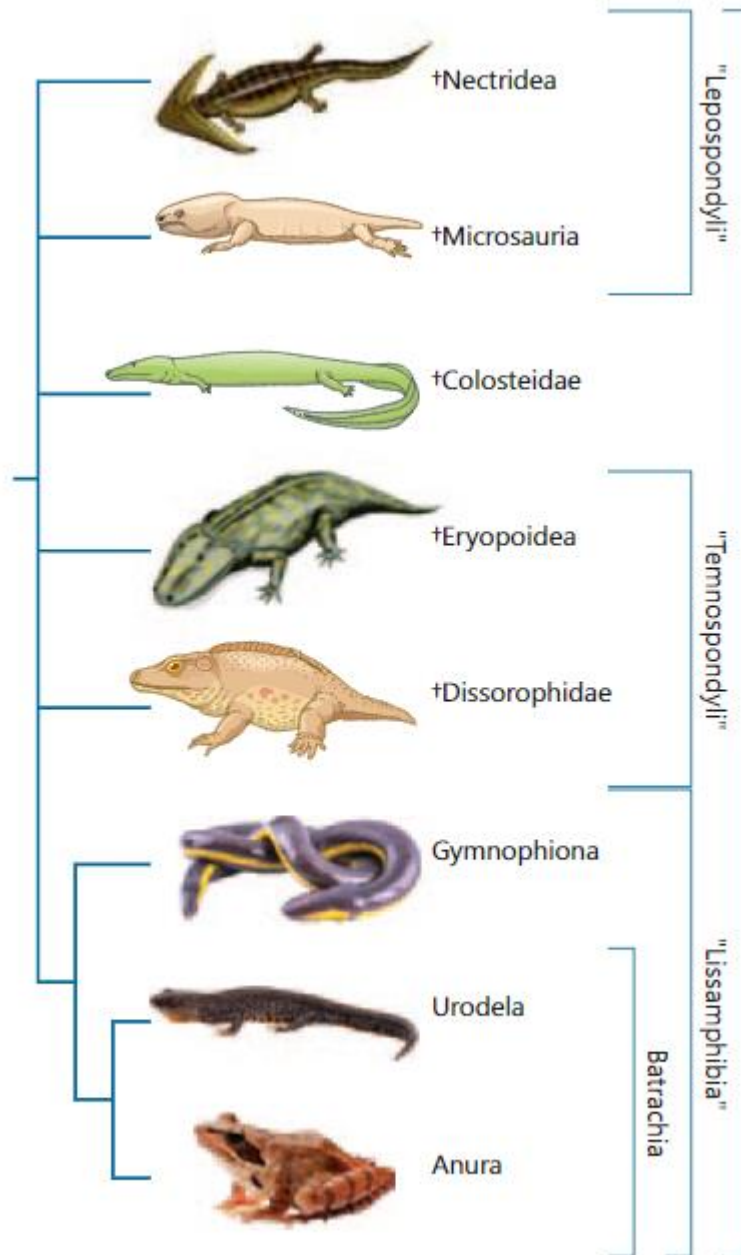 †Nectridea
†Microsauria
"Lepospondyli"
†Colosteidae
†Eryopoidea
†Dissorophidae
"Temnospondyli"
Gymnophiona
Urodela
Anura
Batrachia
"Lissamphibia"